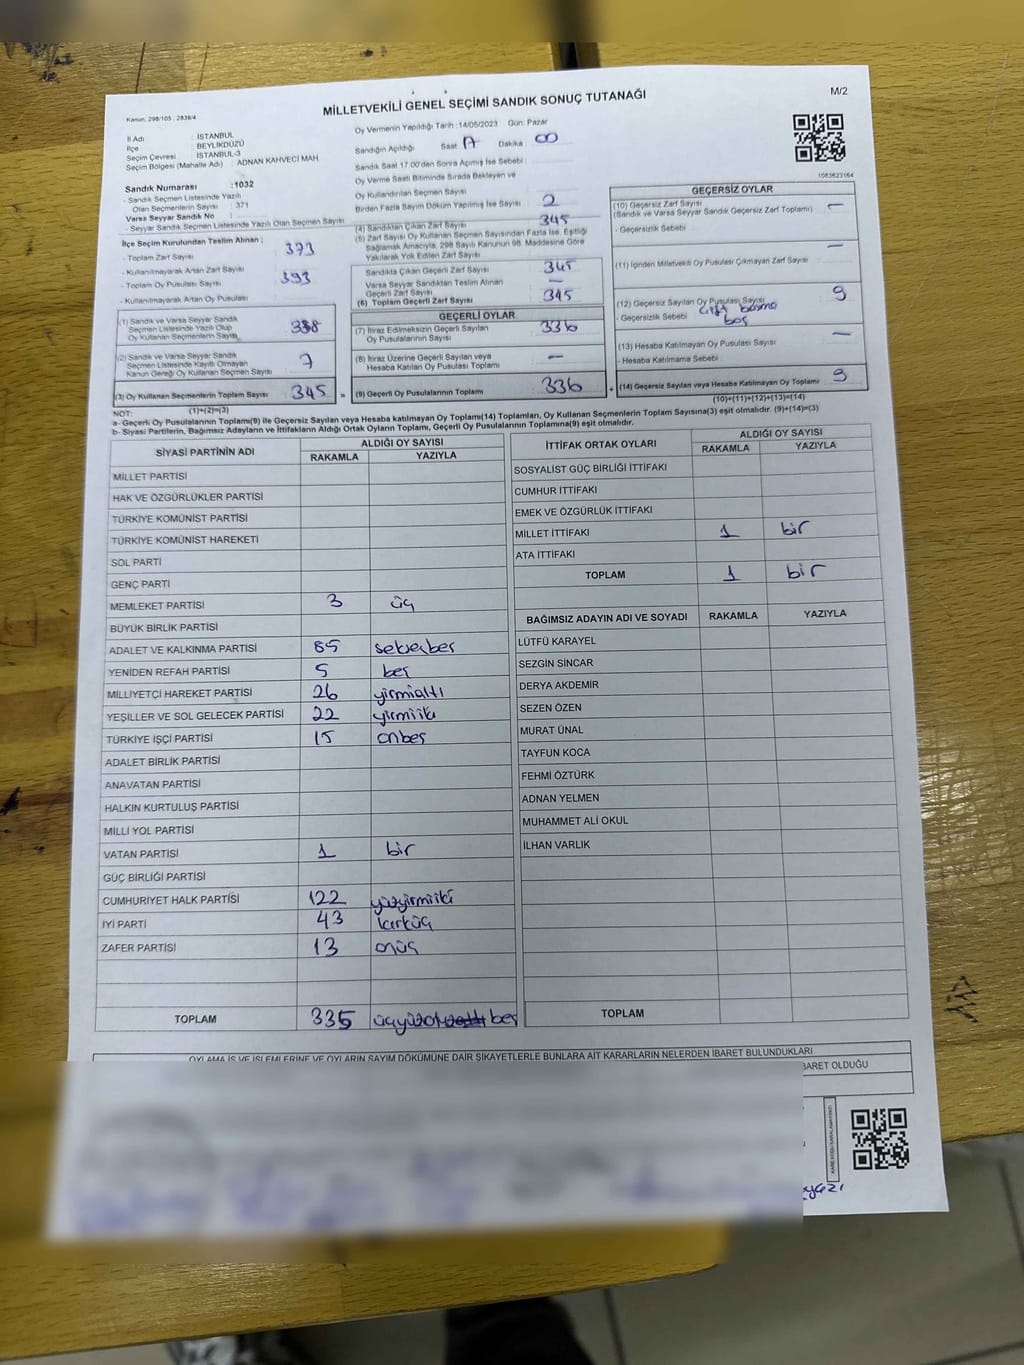 MİLLETVEKİLİ GENEL SEÇİMİ SANDIK SONUÇ TUTANAĞI
M/2
Kanun, 298/105 , 2839/4
İl Adı : İSTANBUL
İlçe : BEYLİKDÜZÜ
Seçim Çevresi : İSTANBUL-3
Seçim Bölgesi (Mahalle Adı) : ADNAN KAHVECİ MAH.
Sandık Numarası :1032
- Sandık Seçmen Listesinde Yazılı
Olan Seçmenlerin Sayısı : 371
Varsa Seyyar Sandık No :
- Seyyar Sandık Seçmen Listesinde Yazılı Olan Seçmen Sayısı :
İlçe Seçim Kurulundan Teslim Alınan ;
- Toplam Zarf Sayısı : 373
- Kullanılmayarak Artan Zarf Sayısı :
- Toplam Oy Pusulası Sayısı : 393
- Kullanılmayarak Artan Oy Pusulası :
(1) Sandık ve Varsa Seyyar Sandık
Seçmen Listesinde Yazılı Olup
Oy Kullanan Seçmenlerin Sayısı : 338
(2) Sandık ve Varsa Seyyar Sandık
Seçmen Listesinde Kayıtlı Olmayan
Kanun Gereği Oy Kullanan Seçmen Sayısı : 7
(3) Oy Kullanan Seçmenlerin Toplam Sayısı : 345
(1)+(2)=(3)
Oy Vermenin Yapıldığı Tarih : 14/05/2023 Gün: Pazar
Sandığın Açıldığı Saat 17 Dakika 00
Sandık Saat 17:00'den Sonra Açılmış İse Sebebi :
Oy Verme Saati Bitiminde Sırada Bekleyen ve
Oy Kullandırılan Seçmen Sayısı :
Birden Fazla Sayım Döküm Yapılmış İse Sayısı : 2
(4) Sandıktan Çıkan Zarf Sayısı : 345
(5) Zarf Sayısı Oy Kullanan Seçmen Sayısından Fazla İse, Eşitliği
Sağlamak Amacıyla, 298 Sayılı Kanunun 98. Maddesine Göre
Yakılarak Yok Edilen Zarf Sayısı :
Sandıkta Çıkan Geçerli Zarf Sayısı : 345
Varsa Seyyar Sandıktan Teslim Alınan
Geçerli Zarf Sayısı : —
(6) Toplam Geçerli Zarf Sayısı : 345
GEÇERLİ OYLAR
(7) İtiraz Edilmeksizin Geçerli Sayılan
Oy Pusulalarının Sayısı : 336
(8) İtiraz Üzerine Geçerli Sayılan veya
Hesaba Katılan Oy Pusulası Toplamı : —
= (9) Geçerli Oy Pusulalarının Toplamı : 336
1083623164
GEÇERSİZ OYLAR
(10) Geçersiz Zarf Sayısı : —
(Sandık ve Varsa Seyyar Sandık Geçersiz Zarf Toplamı)
- Geçersizlik Sebebi :
(11) İçinden Milletvekili Oy Pusulası Çıkmayan Zarf Sayısı : —
(12) Geçersiz Sayılan Oy Pusulası Sayısı : 9
- Geçersizlik Sebebi : çift basma
boş
(13) Hesaba Katılmayan Oy Pusulası Sayısı : —
- Hesaba Katılmama Sebebi :
+ (14) Geçersiz Sayılan veya Hesaba Katılmayan Oy Toplamı : 9
(10)+(11)+(12)+(13)=(14)
NOT:
a- Geçerli Oy Pusulalarının Toplamı(9) ile Geçersiz Sayılan veya Hesaba katılmayan Oy Toplamı(14) Toplamları, Oy Kullanan Seçmenlerin Toplam Sayısına(3) eşit olmalıdır. (9)+(14)=(3)
b- Siyasi Partilerin, Bağımsız Adayların ve İttifakların Aldığı Ortak Oyların Toplamı, Geçerli Oy Pusulalarının Toplamına(9) eşit olmalıdır.
SİYASİ PARTİNİN ADI ALDIĞI OY SAYISI
RAKAMLA YAZIYLA
MİLLET PARTİSİ
HAK VE ÖZGÜRLÜKLER PARTİSİ
TÜRKİYE KOMÜNİST PARTİSİ
TÜRKİYE KOMÜNİST HAREKETİ
SOL PARTİ
GENÇ PARTİ
MEMLEKET PARTİSİ 3 üç
BÜYÜK BİRLİK PARTİSİ
ADALET VE KALKINMA PARTİSİ 85 seksenbeş
YENİDEN REFAH PARTİSİ 5 beş
MİLLİYETÇİ HAREKET PARTİSİ 26 yirmialtı
YEŞİLLER VE SOL GELECEK PARTİSİ 22 yirmiiki
TÜRKİYE İŞÇİ PARTİSİ 15 onbeş
ADALET BİRLİK PARTİSİ
ANAVATAN PARTİSİ
HALKIN KURTULUŞ PARTİSİ
MİLLİ YOL PARTİSİ
VATAN PARTİSİ 1 bir
GÜÇ BİRLİĞİ PARTİSİ
CUMHURİYET HALK PARTİSİ 122 yüzyirmiiki
İYİ PARTİ 43 kırküç
ZAFER PARTİSİ 13 onüç
TOPLAM 335 üçyüzotuz beş
İTTİFAK ORTAK OYLARI ALDIĞI OY SAYISI
RAKAMLA YAZIYLA
SOSYALİST GÜÇ BİRLİĞİ İTTİFAKI
CUMHUR İTTİFAKI
EMEK VE ÖZGÜRLÜK İTTİFAKI
MİLLET İTTİFAKI 1 bir
ATA İTTİFAKI
TOPLAM 1 bir
BAĞIMSIZ ADAYIN ADI VE SOYADI RAKAMLA YAZIYLA
LÜTFÜ KARAYEL
SEZGİN SİNCAR
DERYA AKDEMİR
SEZEN ÖZEN
MURAT ÜNAL
TAYFUN KOCA
FEHMİ ÖZTÜRK
ADNAN YELMEN
MUHAMMET ALİ OKUL
İLHAN VARLIK
TOPLAM
OYLAMA İŞ VE İŞLEMLERİNE VE OYLARIN SAYIM DÖKÜMÜNE DAİR ŞİKAYETLERLE BUNLARA AİT KARARLARIN NELERDEN İBARET BULUNDUKLARI
BARET OLDUĞU